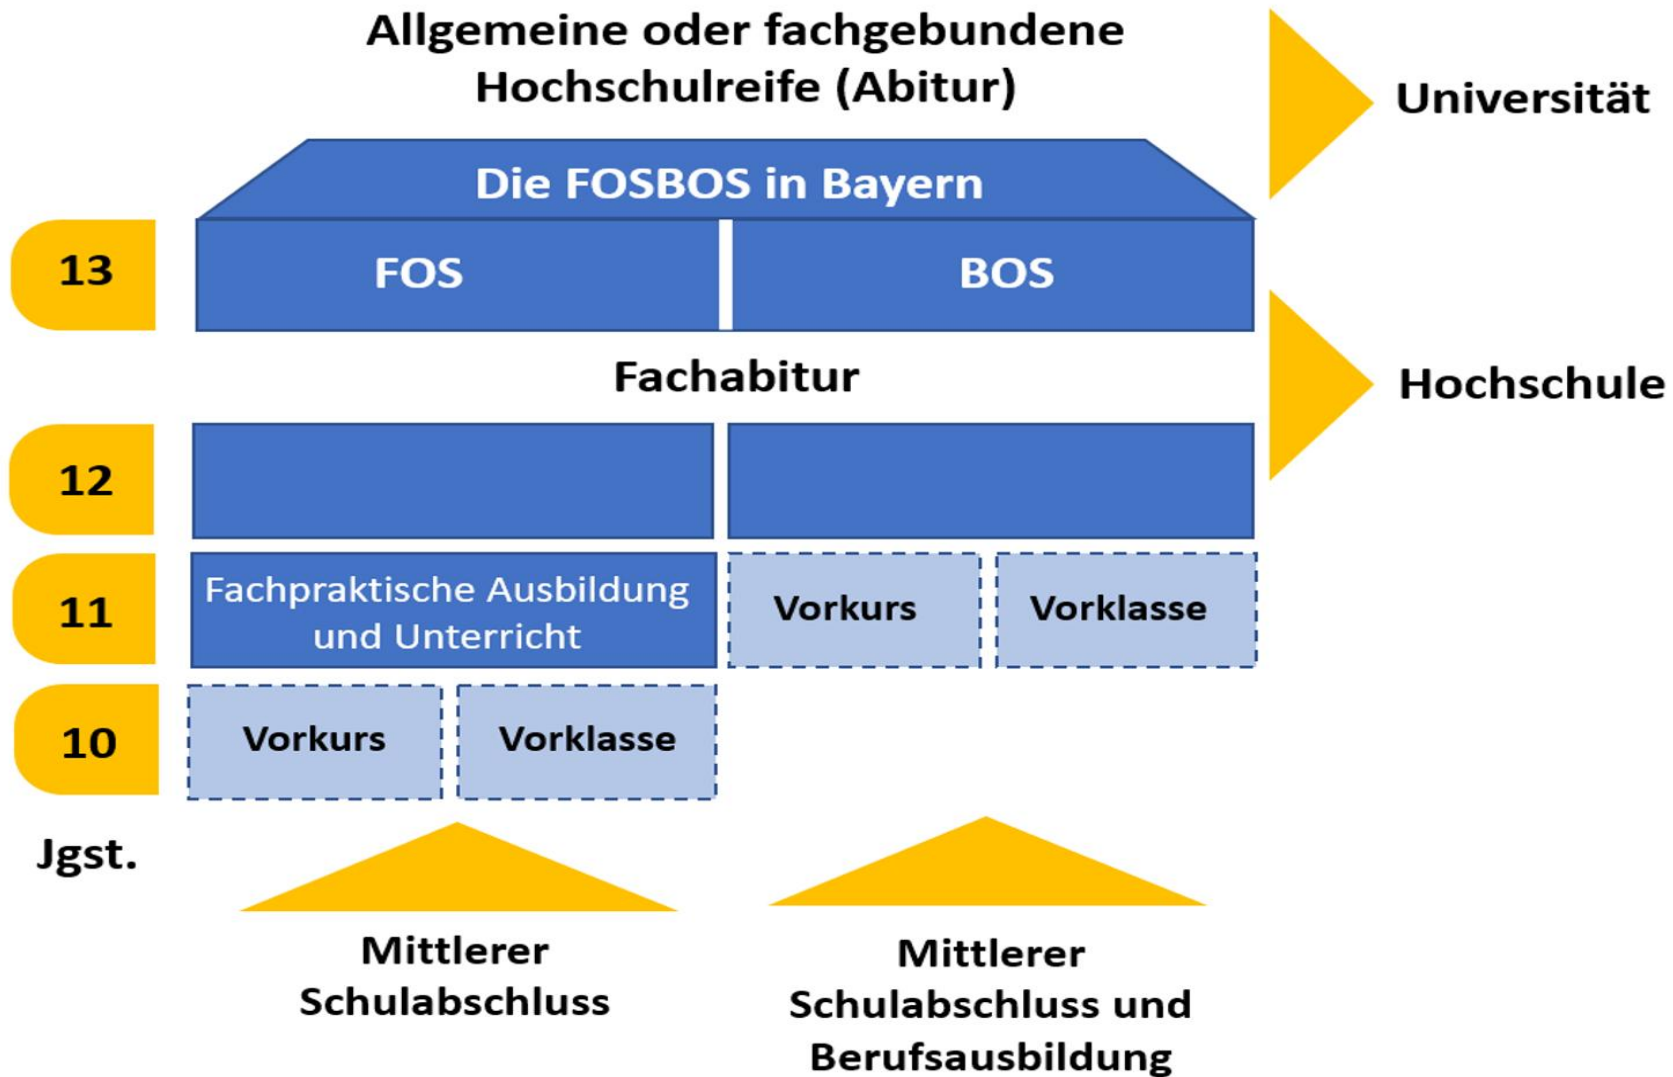 Allgemeine oder fachgebundene
Hochschulreife (Abitur)
Universität
Die FOSBOS in Bayern
13
FOS
BOS
Fachabitur
Hochschule
12
11
Fachpraktische Ausbildung
und Unterricht
Vorkurs
Vorklasse
10
Vorkurs
Vorklasse
Jgst.
Mittlerer
Schulabschluss
Mittlerer
Schulabschluss und
Berufsausbildung